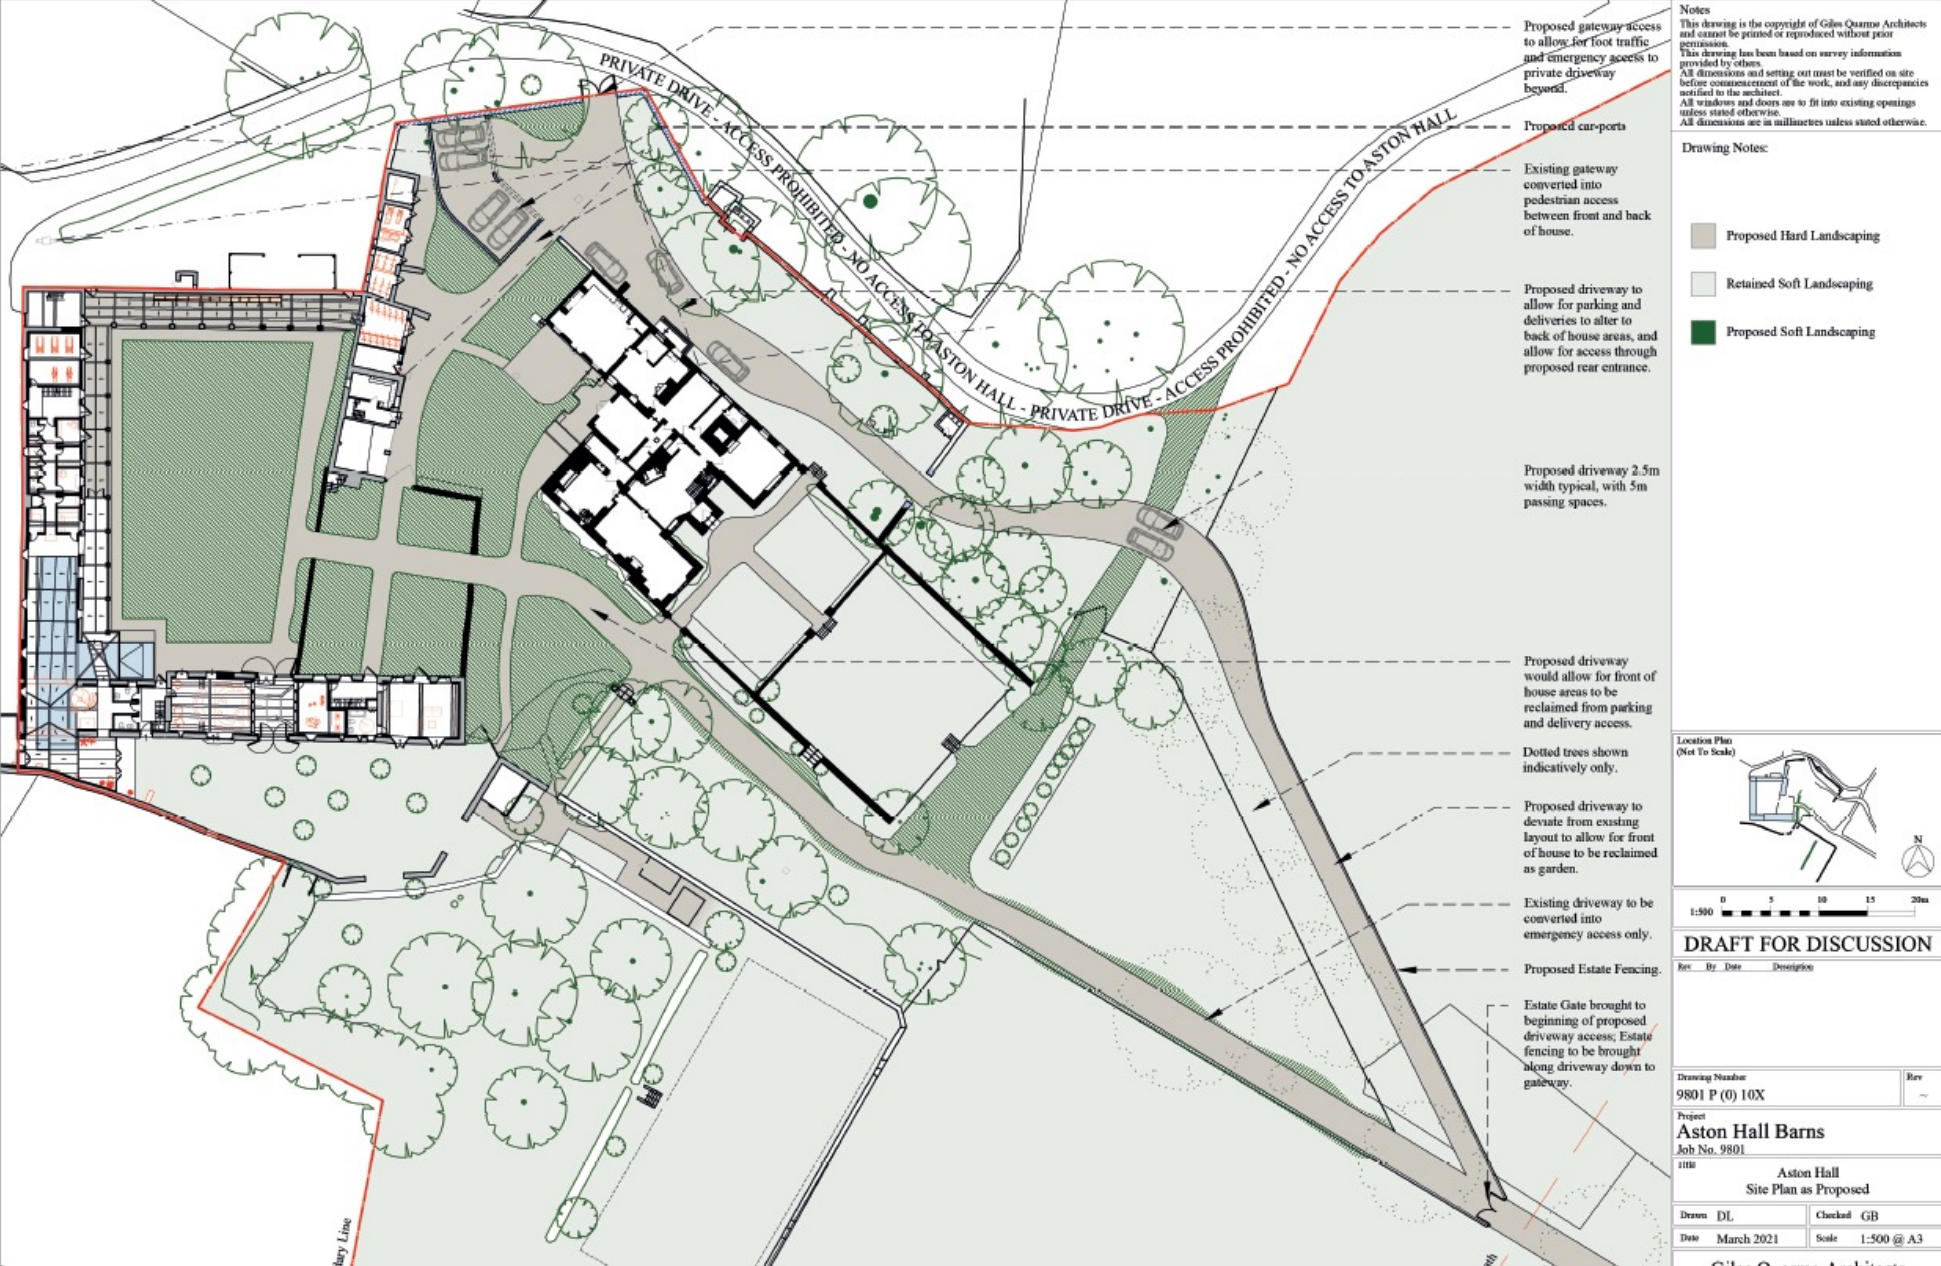 Proposed gateway access
to allow for foot traffic
and emergency access to
private driveway
beyond.
Proposed car-ports
Existing gateway
converted into
pedestrian access
between front and back
of house.
Proposed driveway to
allow for parking and
deliveries to alter to
back of house areas, and
allow for access through
proposed rear entrance.
Proposed driveway 2.5m
width typical, with 5m
passing spaces.
Proposed driveway
would allow for front of
house areas to be
reclaimed from parking
and delivery access.
Dotted trees shown
indicatively only.
Proposed driveway to
deviate from existing
layout to allow for front
of house to be reclaimed
as garden.
Existing driveway to be
converted into
emergency access only.
Proposed Estate Fencing.
Estate Gate brought to
beginning of proposed
driveway access; Estate
fencing to be brought
along driveway down to
gateway.
PRIVATE DRIVE - ACCESS PROHIBITED - NO ACCESS TO ASTON HALL - PRIVATE DRIVE - ACCESS PROHIBITED - NO ACCESS TO ASTON HALL
Notes
This drawing is the copyright of Giles Quarme Architects
and cannot be printed or reproduced without prior
permission.
This drawing has been based on survey information
provided by others.
All dimensions and setting out must be verified on site
before commencement of the work, and any discrepancies
notified to the architect.
All windows and doors are to fit into existing openings
unless stated otherwise.
All dimensions are in millimetres unless stated otherwise.
Drawing Notes:
Proposed Hard Landscaping
Retained Soft Landscaping
Proposed Soft Landscaping
Location Plan
(Not To Scale)
N
0 5 10 15 20m
1:500
DRAFT FOR DISCUSSION
Rev By Date Description
Drawing Number Rev
9801 P (0) 10X ~
Project
Aston Hall Barns
Job No. 9801
Title
Aston Hall
Site Plan as Proposed
Drawn DL Checked GB
Date March 2021 Scale 1:500 @ A3
Giles Quarme Architects
Line